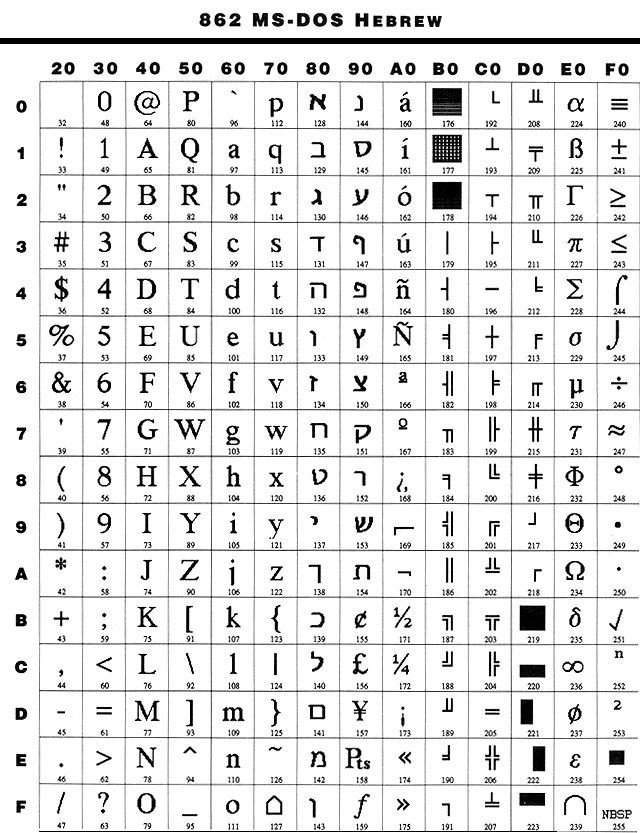 862 MS-DOS HEBREW
20 30 40 50 60 70 80 90 A0 B0 C0 D0 E0 F0
0 0 @ P ` p א נ á ░ └ ╨ α ≡
32 48 64 80 96 112 128 144 160 176 192 208 224 240
1 ! 1 A Q a q ב ס í ▒ ┴ ╤ ß ±
33 49 65 81 97 113 129 145 161 177 193 209 225 241
2 " 2 B R b r ג ע ó ▓ ┬ ╥ Γ ≥
34 50 66 82 98 114 130 146 162 178 194 210 226 242
3 # 3 C S c s ד ף ú │ ├ ╙ π ≤
35 51 67 83 99 115 131 147 163 179 195 211 227 243
4 $ 4 D T d t ה פ ñ ┤ ─ ╘ Σ ⌠
36 52 68 84 100 116 132 148 164 180 196 212 228 244
5 % 5 E U e u ו ץ Ñ ╡ ┼ ╒ σ ⌡
37 53 69 85 101 117 133 149 165 181 197 213 229 245
6 & 6 F V f v ז צ ª ╢ ╞ ╓ µ ÷
38 54 70 86 102 118 134 150 166 182 198 214 230 246
7 ' 7 G W g w ח ק º ╖ ╟ ╫ τ ≈
39 55 71 87 103 119 135 151 167 183 199 215 231 247
8 ( 8 H X h x ט ר ¿ ╕ ╚ ╪ Φ °
40 56 72 88 104 120 136 152 168 184 200 216 232 248
9 ) 9 I Y i y י ש ⌐ ╣ ╔ ┘ Θ •
41 57 73 89 105 121 137 153 169 185 201 217 233 249
A * : J Z j z ך ת ¬ ║ ╩ ┌ Ω ·
42 58 74 90 106 122 138 154 170 186 202 218 234 250
B + ; K [ k { כ ¢ ½ ╗ ╦ █ δ √
43 59 75 91 107 123 139 155 171 187 203 219 235 251
C , < L \ l | ל £ ¼ ╝ ╠ ▄ ∞ ⁿ
44 60 76 92 108 124 140 156 172 188 204 220 236 252
D - = M ] m } ם ¥ ¡ ╜ ═ ▌ ø ²
45 61 77 93 109 125 141 157 173 189 205 221 237 253
E . > N ^ n ~ מ ₧ « ╛ ╬ ▐ ε ■
46 62 78 94 110 126 142 158 174 190 206 222 238 254
F / ? O _ o ⌂ ן ƒ » ┐ ╧ ▀ ∩ NBSP
47 63 79 95 111 127 143 159 175 191 207 223 239 255